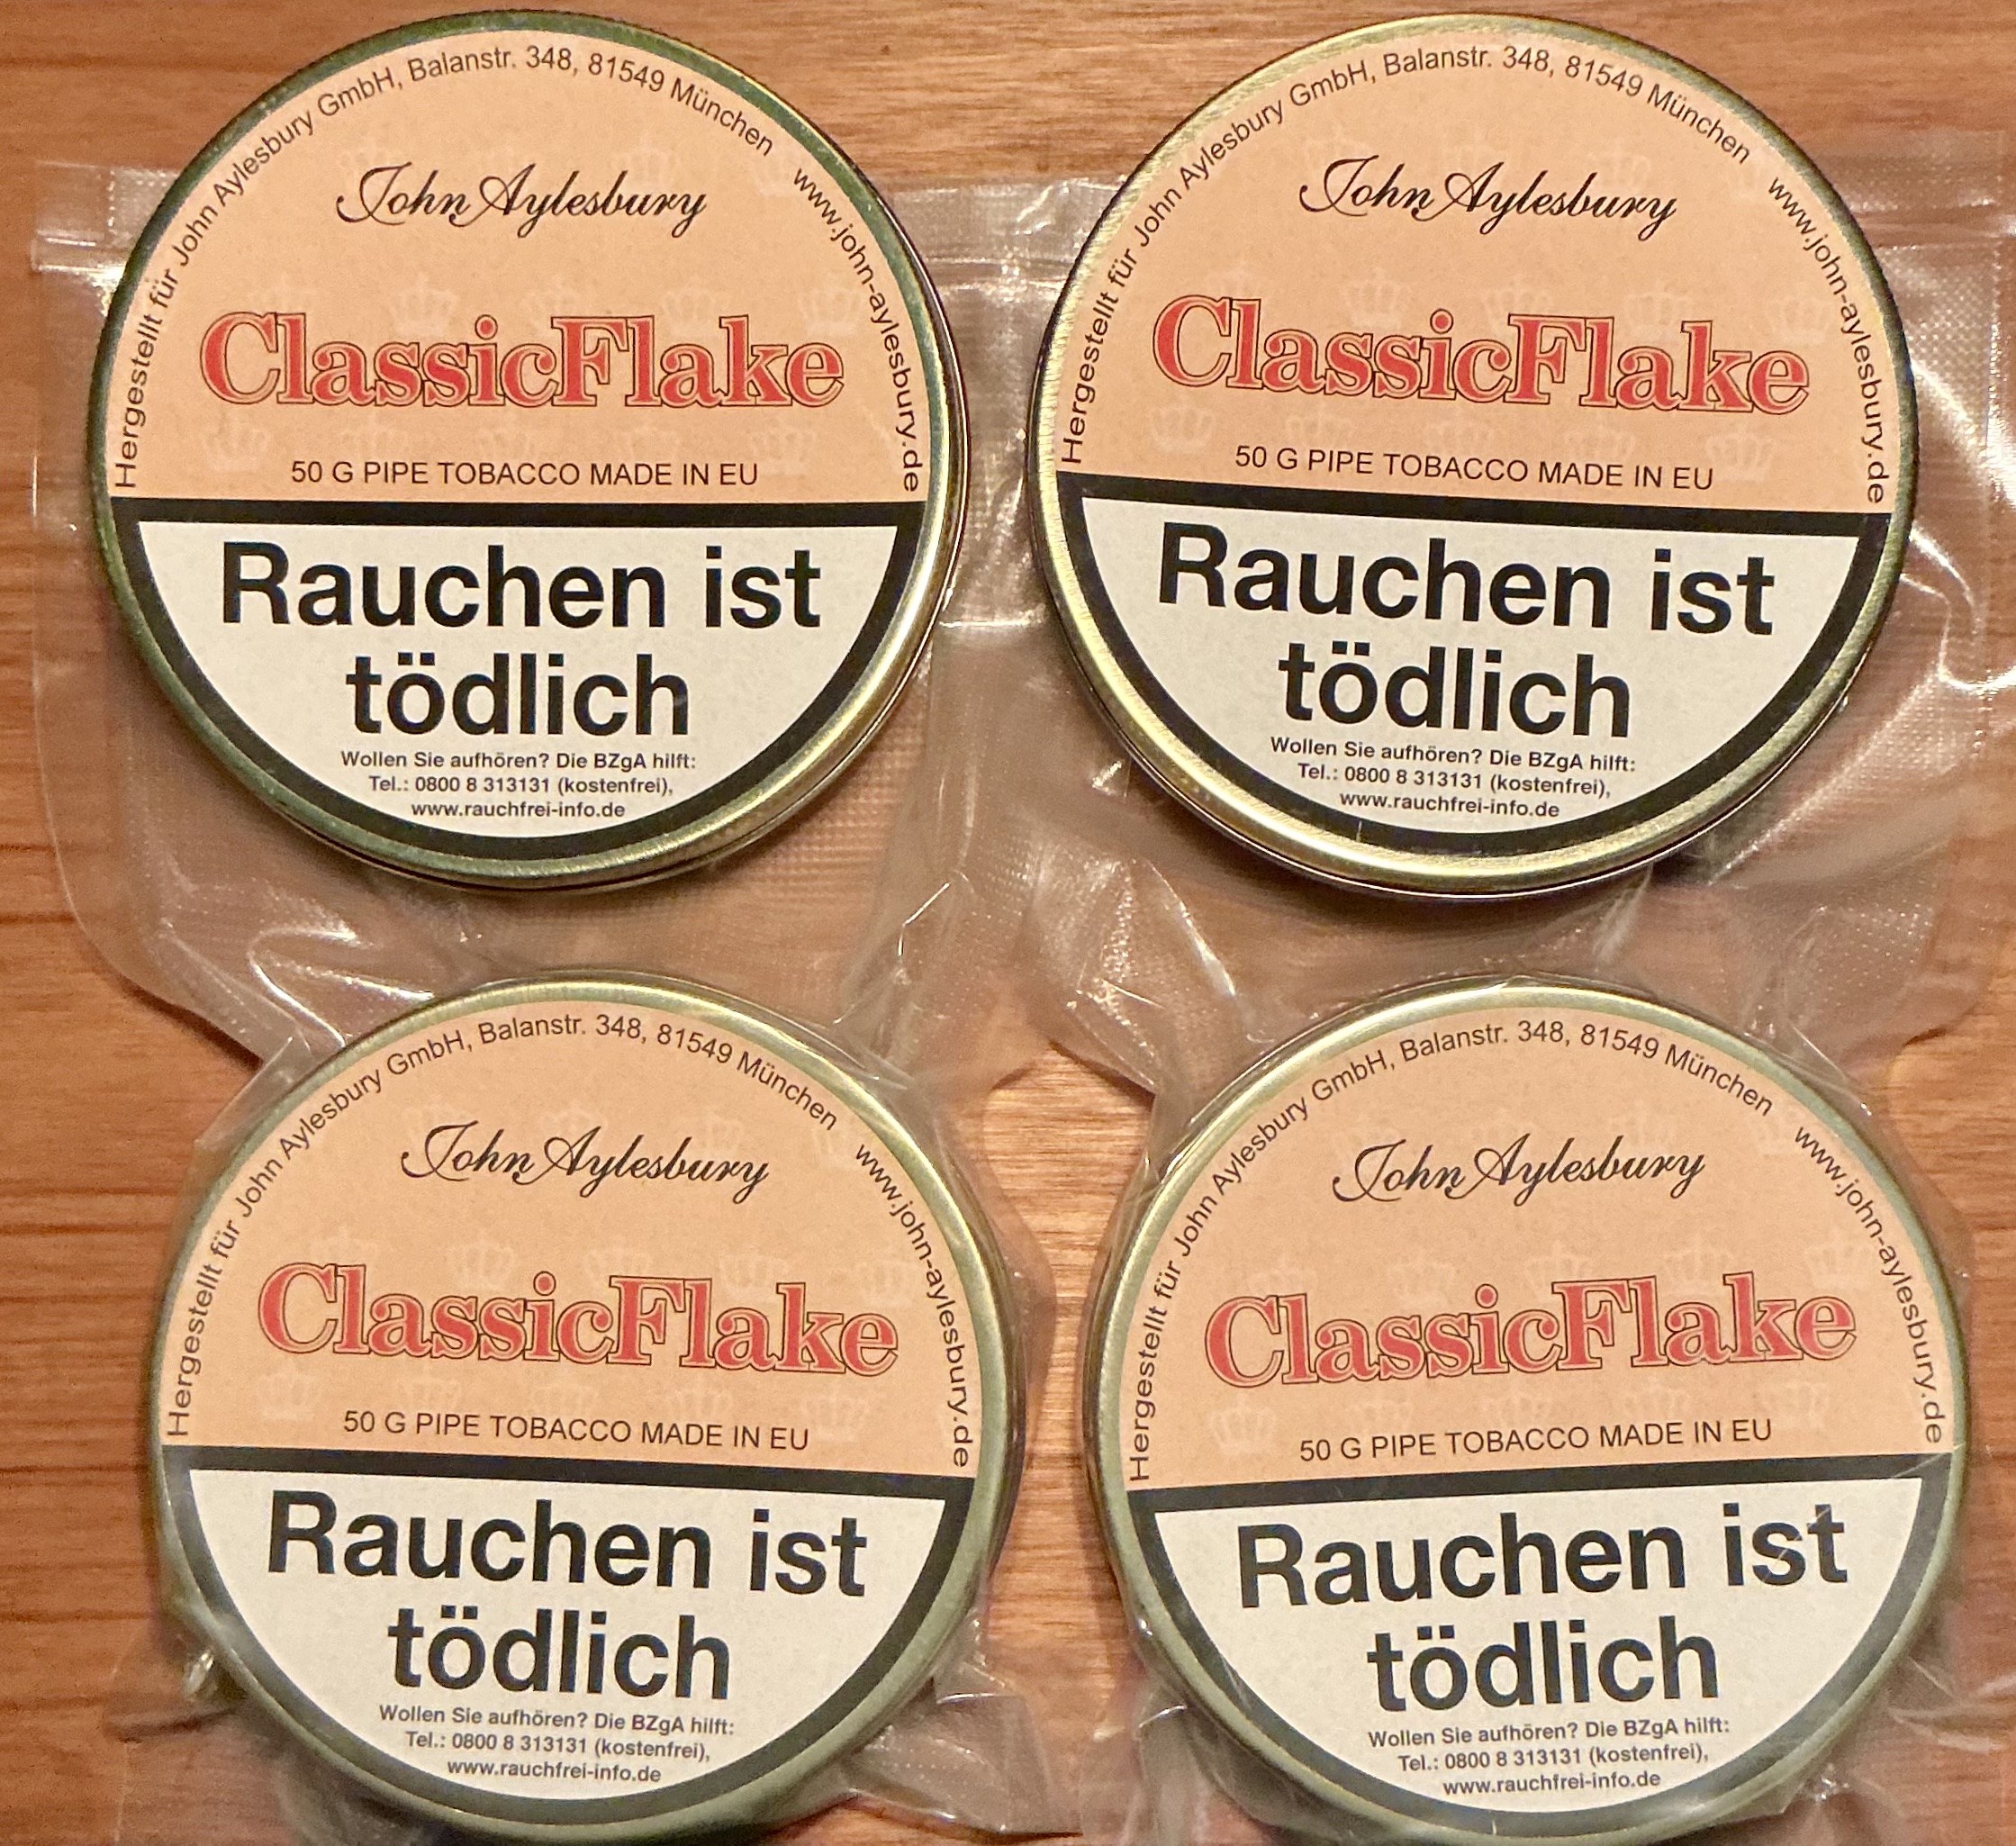 Hergestellt für John Aylesbury GmbH, Balanstr. 348, 81549 München www.john-aylesbury.de
John Aylesbury
ClassicFlake
50 G PIPE TOBACCO MADE IN EU
Rauchen ist
tödlich
Wollen Sie aufhören? Die BZgA hilft:
Tel.: 0800 8 313131 (kostenfrei),
www.rauchfrei-info.de
Hergestellt für John Aylesbury GmbH, Balanstr. 348, 81549 München www.john-aylesbury.de
John Aylesbury
ClassicFlake
50 G PIPE TOBACCO MADE IN EU
Rauchen ist
tödlich
Wollen Sie aufhören? Die BZgA hilft:
Tel.: 0800 8 313131 (kostenfrei),
www.rauchfrei-info.de
Hergestellt für John Aylesbury GmbH, Balanstr. 348, 81549 München www.john-aylesbury.de
John Aylesbury
ClassicFlake
50 G PIPE TOBACCO MADE IN EU
Rauchen ist
tödlich
Wollen Sie aufhören? Die BZgA hilft:
Tel.: 0800 8 313131 (kostenfrei),
www.rauchfrei-info.de
Hergestellt für John Aylesbury GmbH, Balanstr. 348, 81549 München www.john-aylesbury.de
John Aylesbury
ClassicFlake
50 G PIPE TOBACCO MADE IN EU
Rauchen ist
tödlich
Wollen Sie aufhören? Die BZgA hilft:
Tel.: 0800 8 313131 (kostenfrei),
www.rauchfrei-info.de